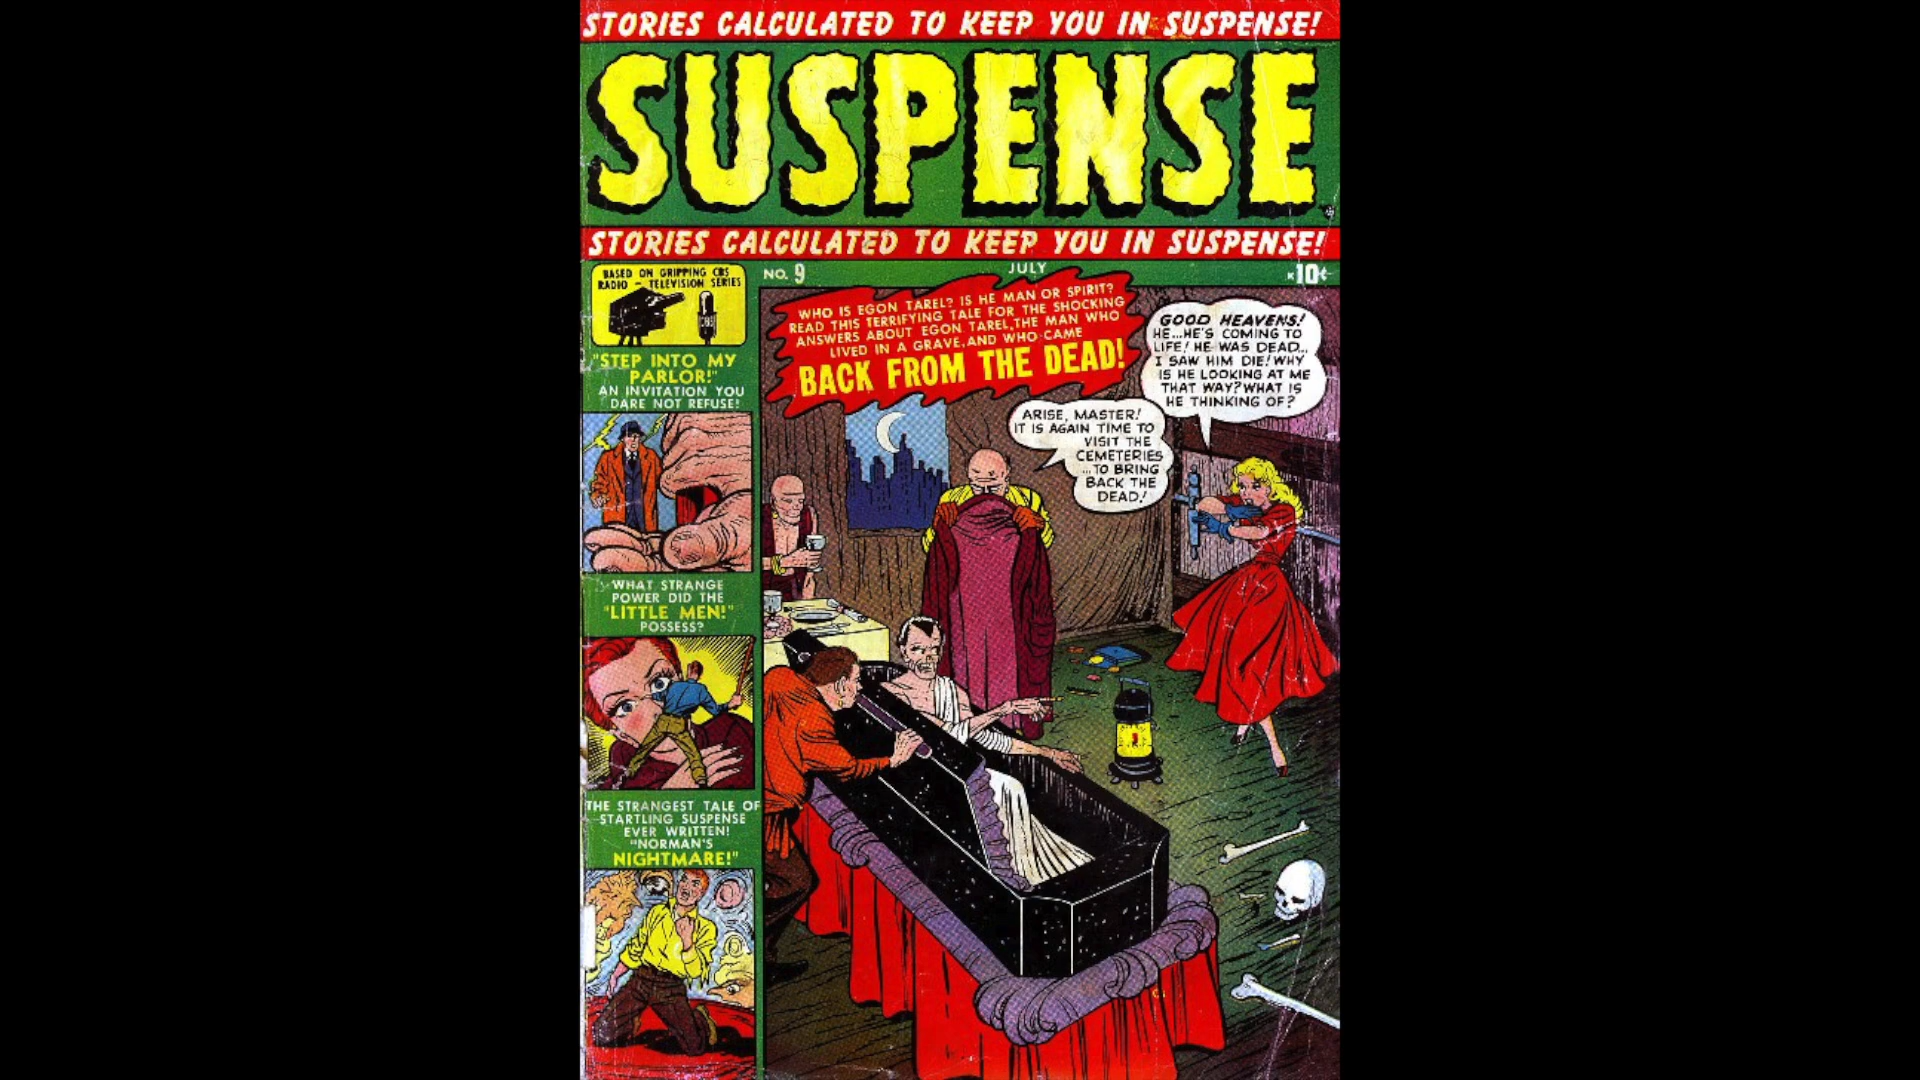 STORIES CALCULATED TO KEEP YOU IN SUSPENSE!
SUSPENSE
STORIES CALCULATED TO KEEP YOU IN SUSPENSE!
BASED ON GRIPPING CBS
RADIO - TELEVISION SERIES
CBS
NO. 9
JULY
K 10¢
"STEP INTO MY
PARLOR!"
AN INVITATION YOU
DARE NOT REFUSE!
WHAT STRANGE
POWER DID THE
"LITTLE MEN!"
POSSESS?
THE STRANGEST TALE OF
STARTLING SUSPENSE
EVER WRITTEN!
"NORMAN'S
NIGHTMARE!"
WHO IS EGON TAREL? IS HE MAN OR SPIRIT?
READ THIS TERRIFYING TALE FOR THE SHOCKING
ANSWERS ABOUT EGON TAREL, THE MAN WHO
LIVED IN A GRAVE, AND WHO CAME
BACK FROM THE DEAD!
ARISE, MASTER!
IT IS AGAIN TIME TO
VISIT THE
CEMETERIES
...TO BRING
BACK THE
DEAD!
GOOD HEAVENS!
HE...HE'S COMING TO
LIFE! HE WAS DEAD...
I SAW HIM DIE! WHY
IS HE LOOKING AT ME
THAT WAY? WHAT IS
HE THINKING OF?